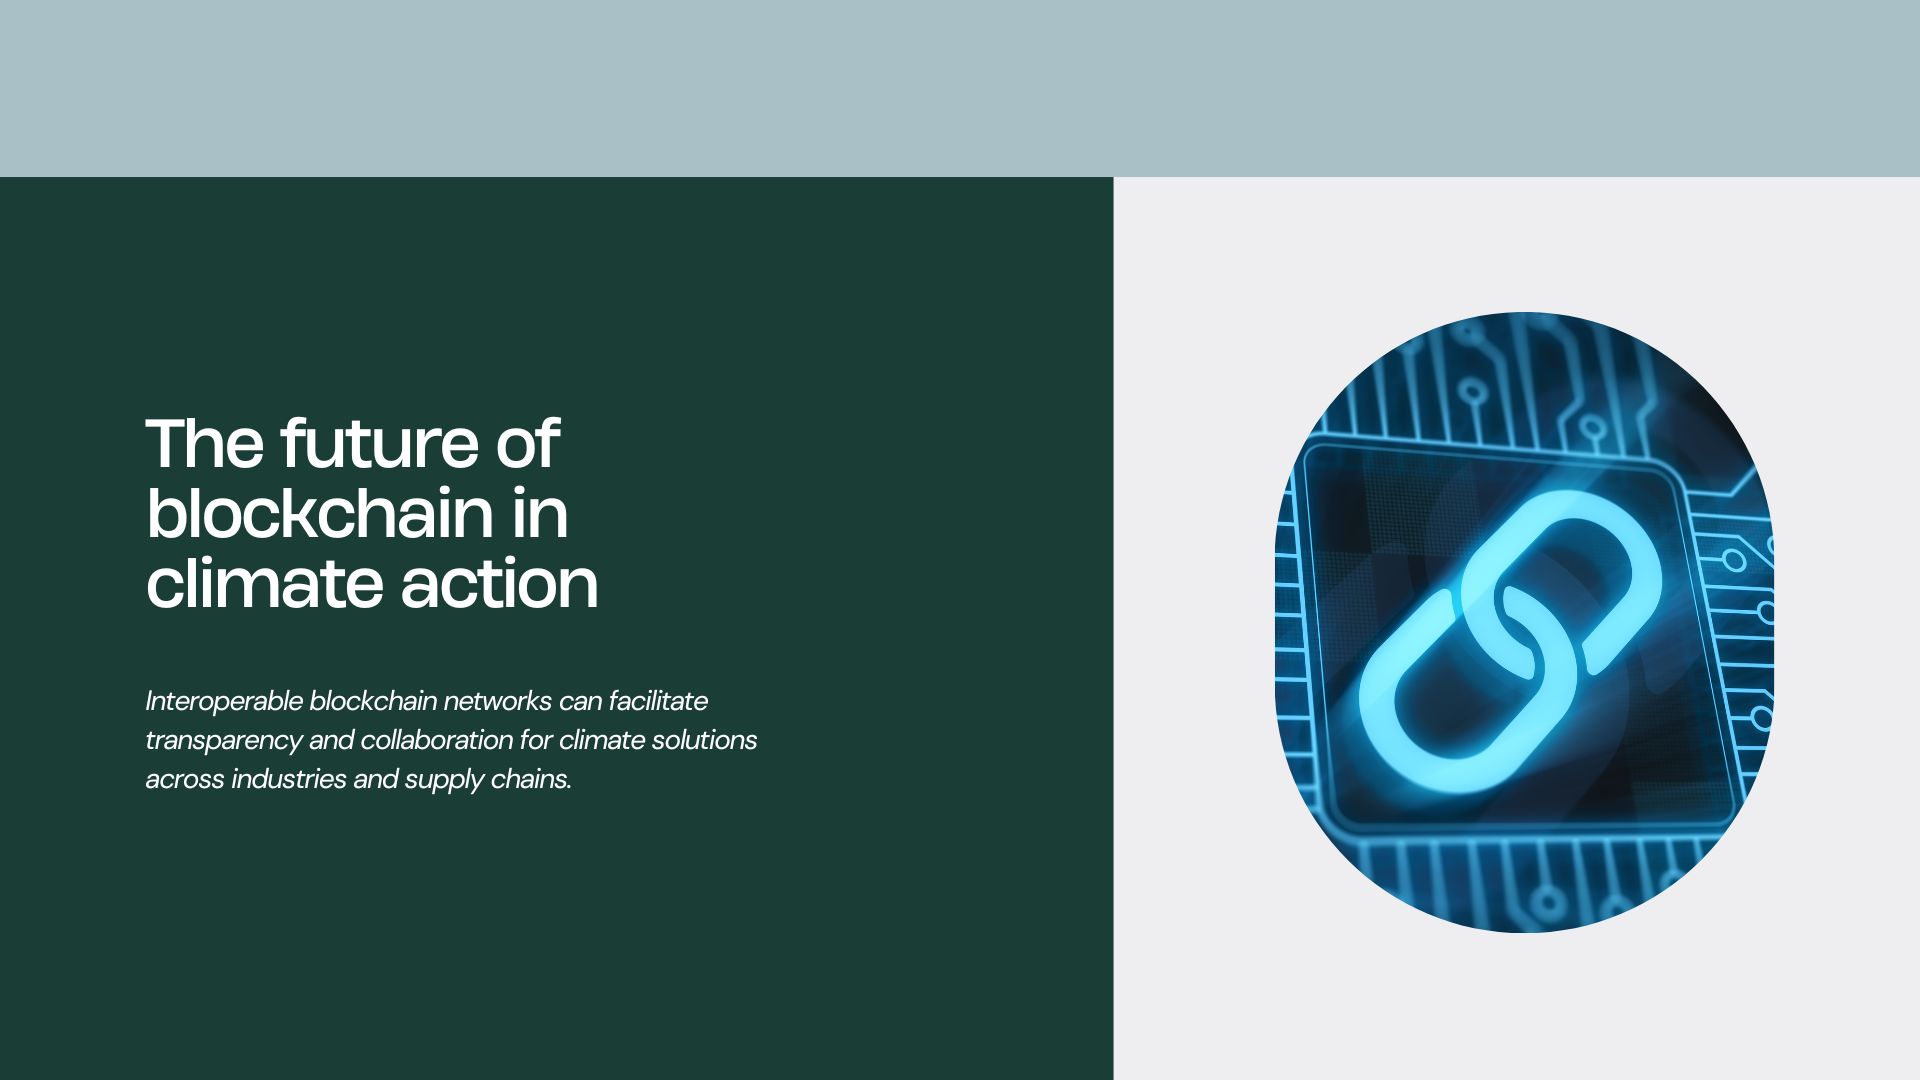 The future of
blockchain in
climate action
Interoperable blockchain networks can facilitate
transparency and collaboration for climate solutions
across industries and supply chains.